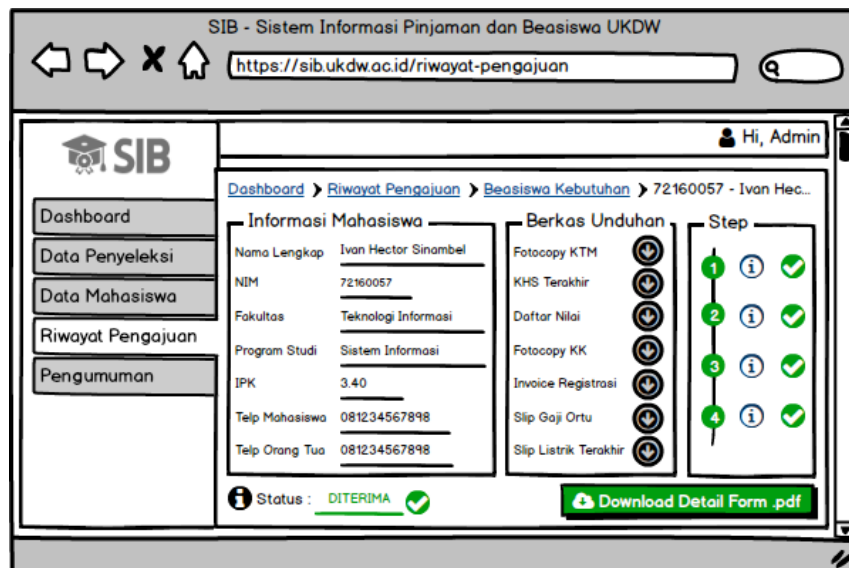 SIB - Sistem Informasi Pinjaman dan Beasiswa UKDW
https://sib.ukdw.ac.id/riwayat-pengajuan
SIB
Hi, Admin
Dashboard
Data Penyeleksi
Data Mahasiswa
Riwayat Pengajuan
Pengumuman
Dashboard > Riwayat Pengajuan > Beasiswa Kebutuhan > 72160057 - Ivan Hec...
Informasi Mahasiswa
Nama Lengkap Ivan Hector Sinambel
NIM 72160057
Fakultas Teknologi Informasi
Program Studi Sistem Informasi
IPK 3.40
Telp Mahasiswa 081234567898
Telp Orang Tua 081234567898
Berkas Unduhan
Fotocopy KTM
KHS Terakhir
Daftar Nilai
Fotocopy KK
Invoice Registrasi
Slip Gaji Ortu
Slip Listrik Terakhir
Step
1
2
3
4
Status : DITERIMA
Download Detail Form .pdf